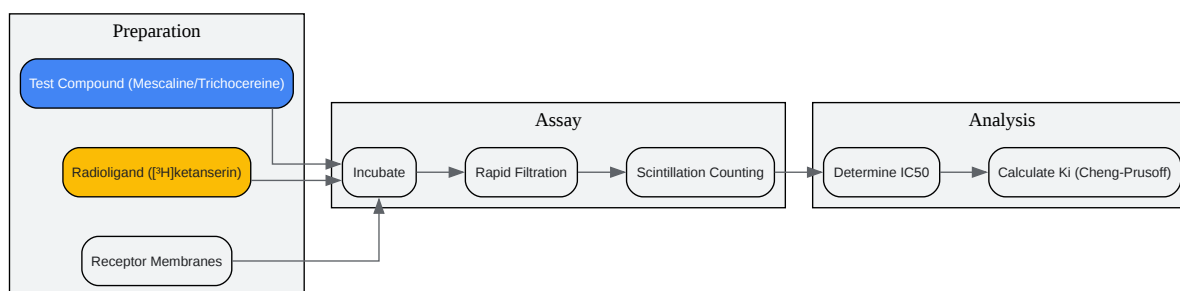 Preparation
Test Compound (Mescaline/Trichocereine)
Radioligand ([³H]ketanserin)
Receptor Membranes
Assay
Incubate
Rapid Filtration
Scintillation Counting
Analysis
Determine IC50
Calculate Ki (Cheng-Prusoff)